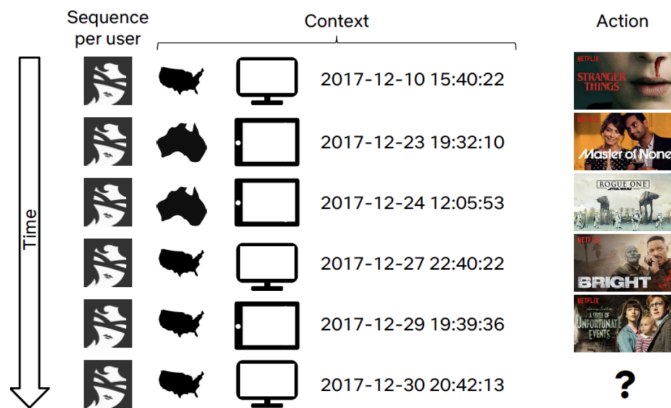 Sequence
per user
Context
Action
Time
2017-12-10 15:40:22
NETFLIX
STRANGER
THINGS
2017-12-23 19:32:10
Master of None
2017-12-24 12:05:53
ROGUE ONE
STAR WARS
2017-12-27 22:40:22
NETFLIX
BRIGHT
2017-12-29 19:39:36
NETFLIX
UNFORTUNATE
EVENTS
2017-12-30 20:42:13
?